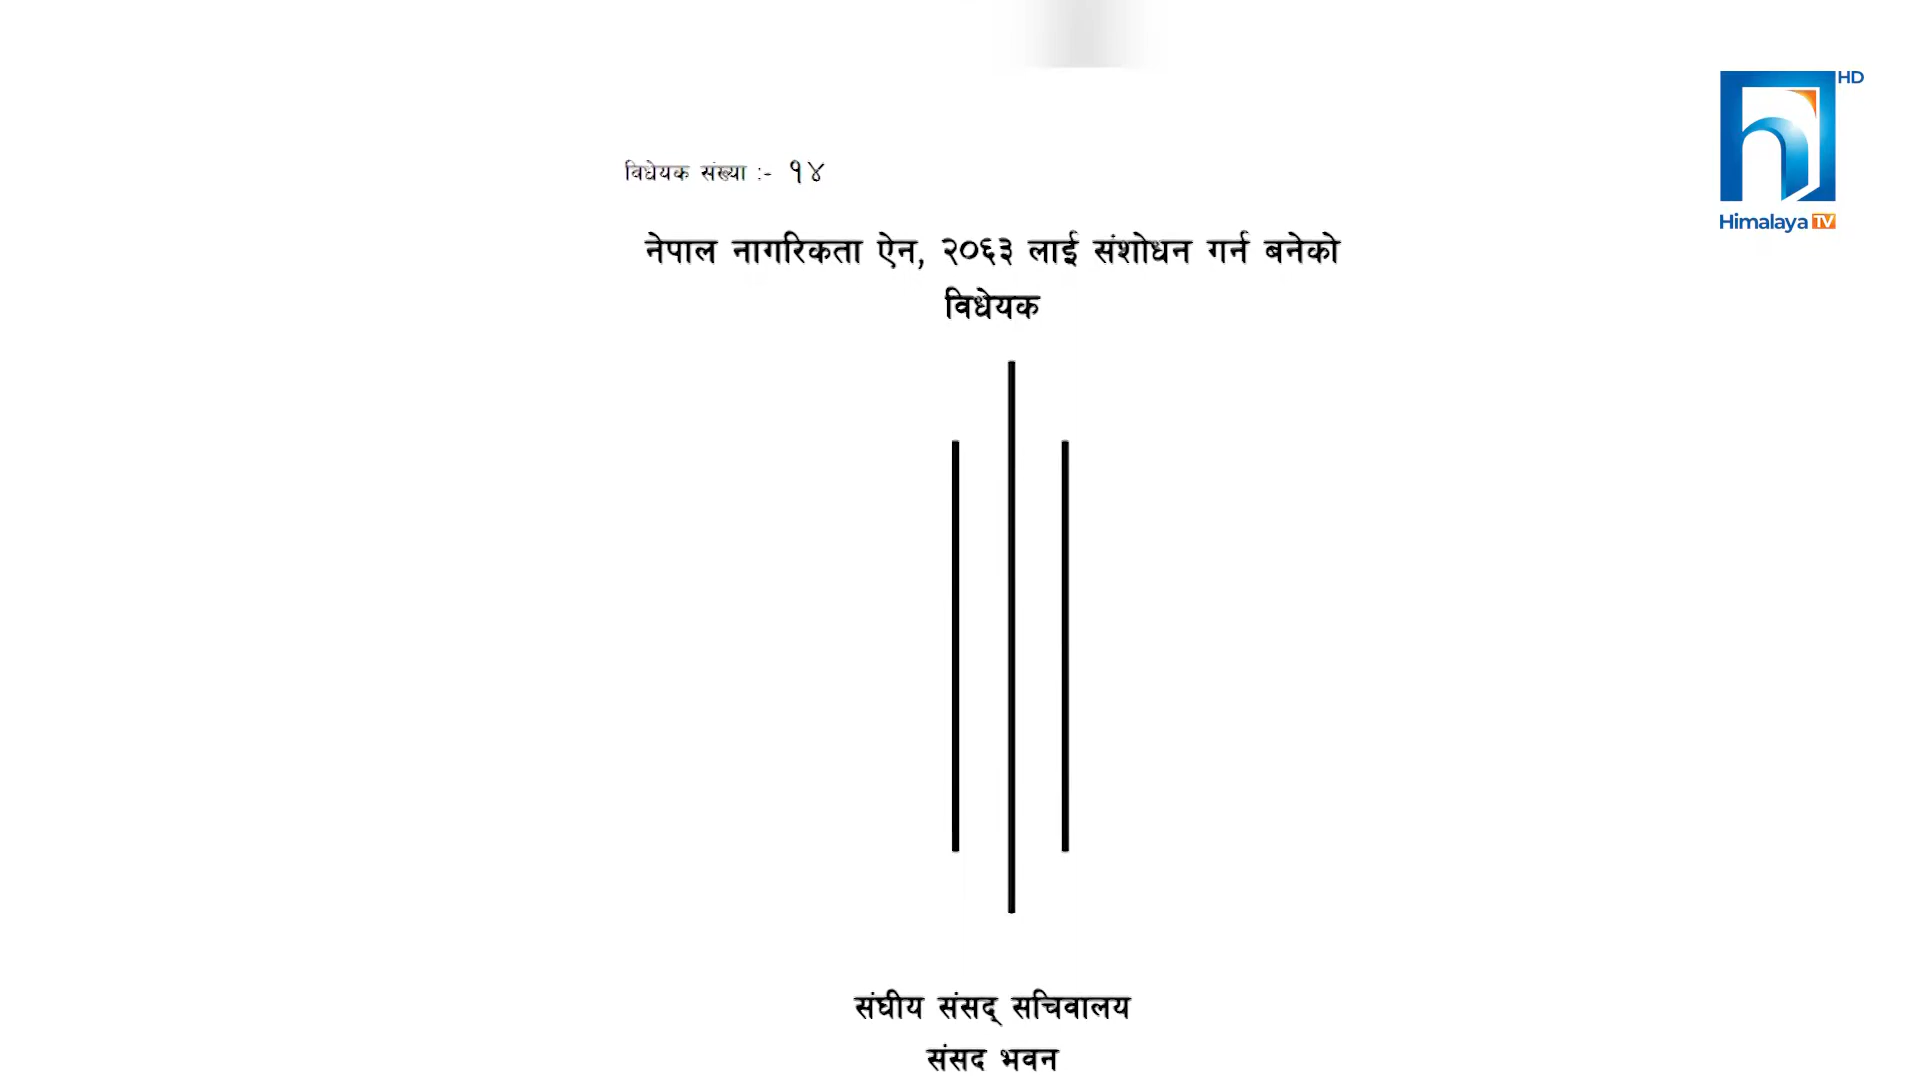 HD
विधेयक संख्या :- १४
Himalaya TV
नेपाल नागरिकता ऐन, २०६३ लाई संशोधन गर्न बनेको
विधेयक
संघीय संसद् सचिवालय
संसद भवन